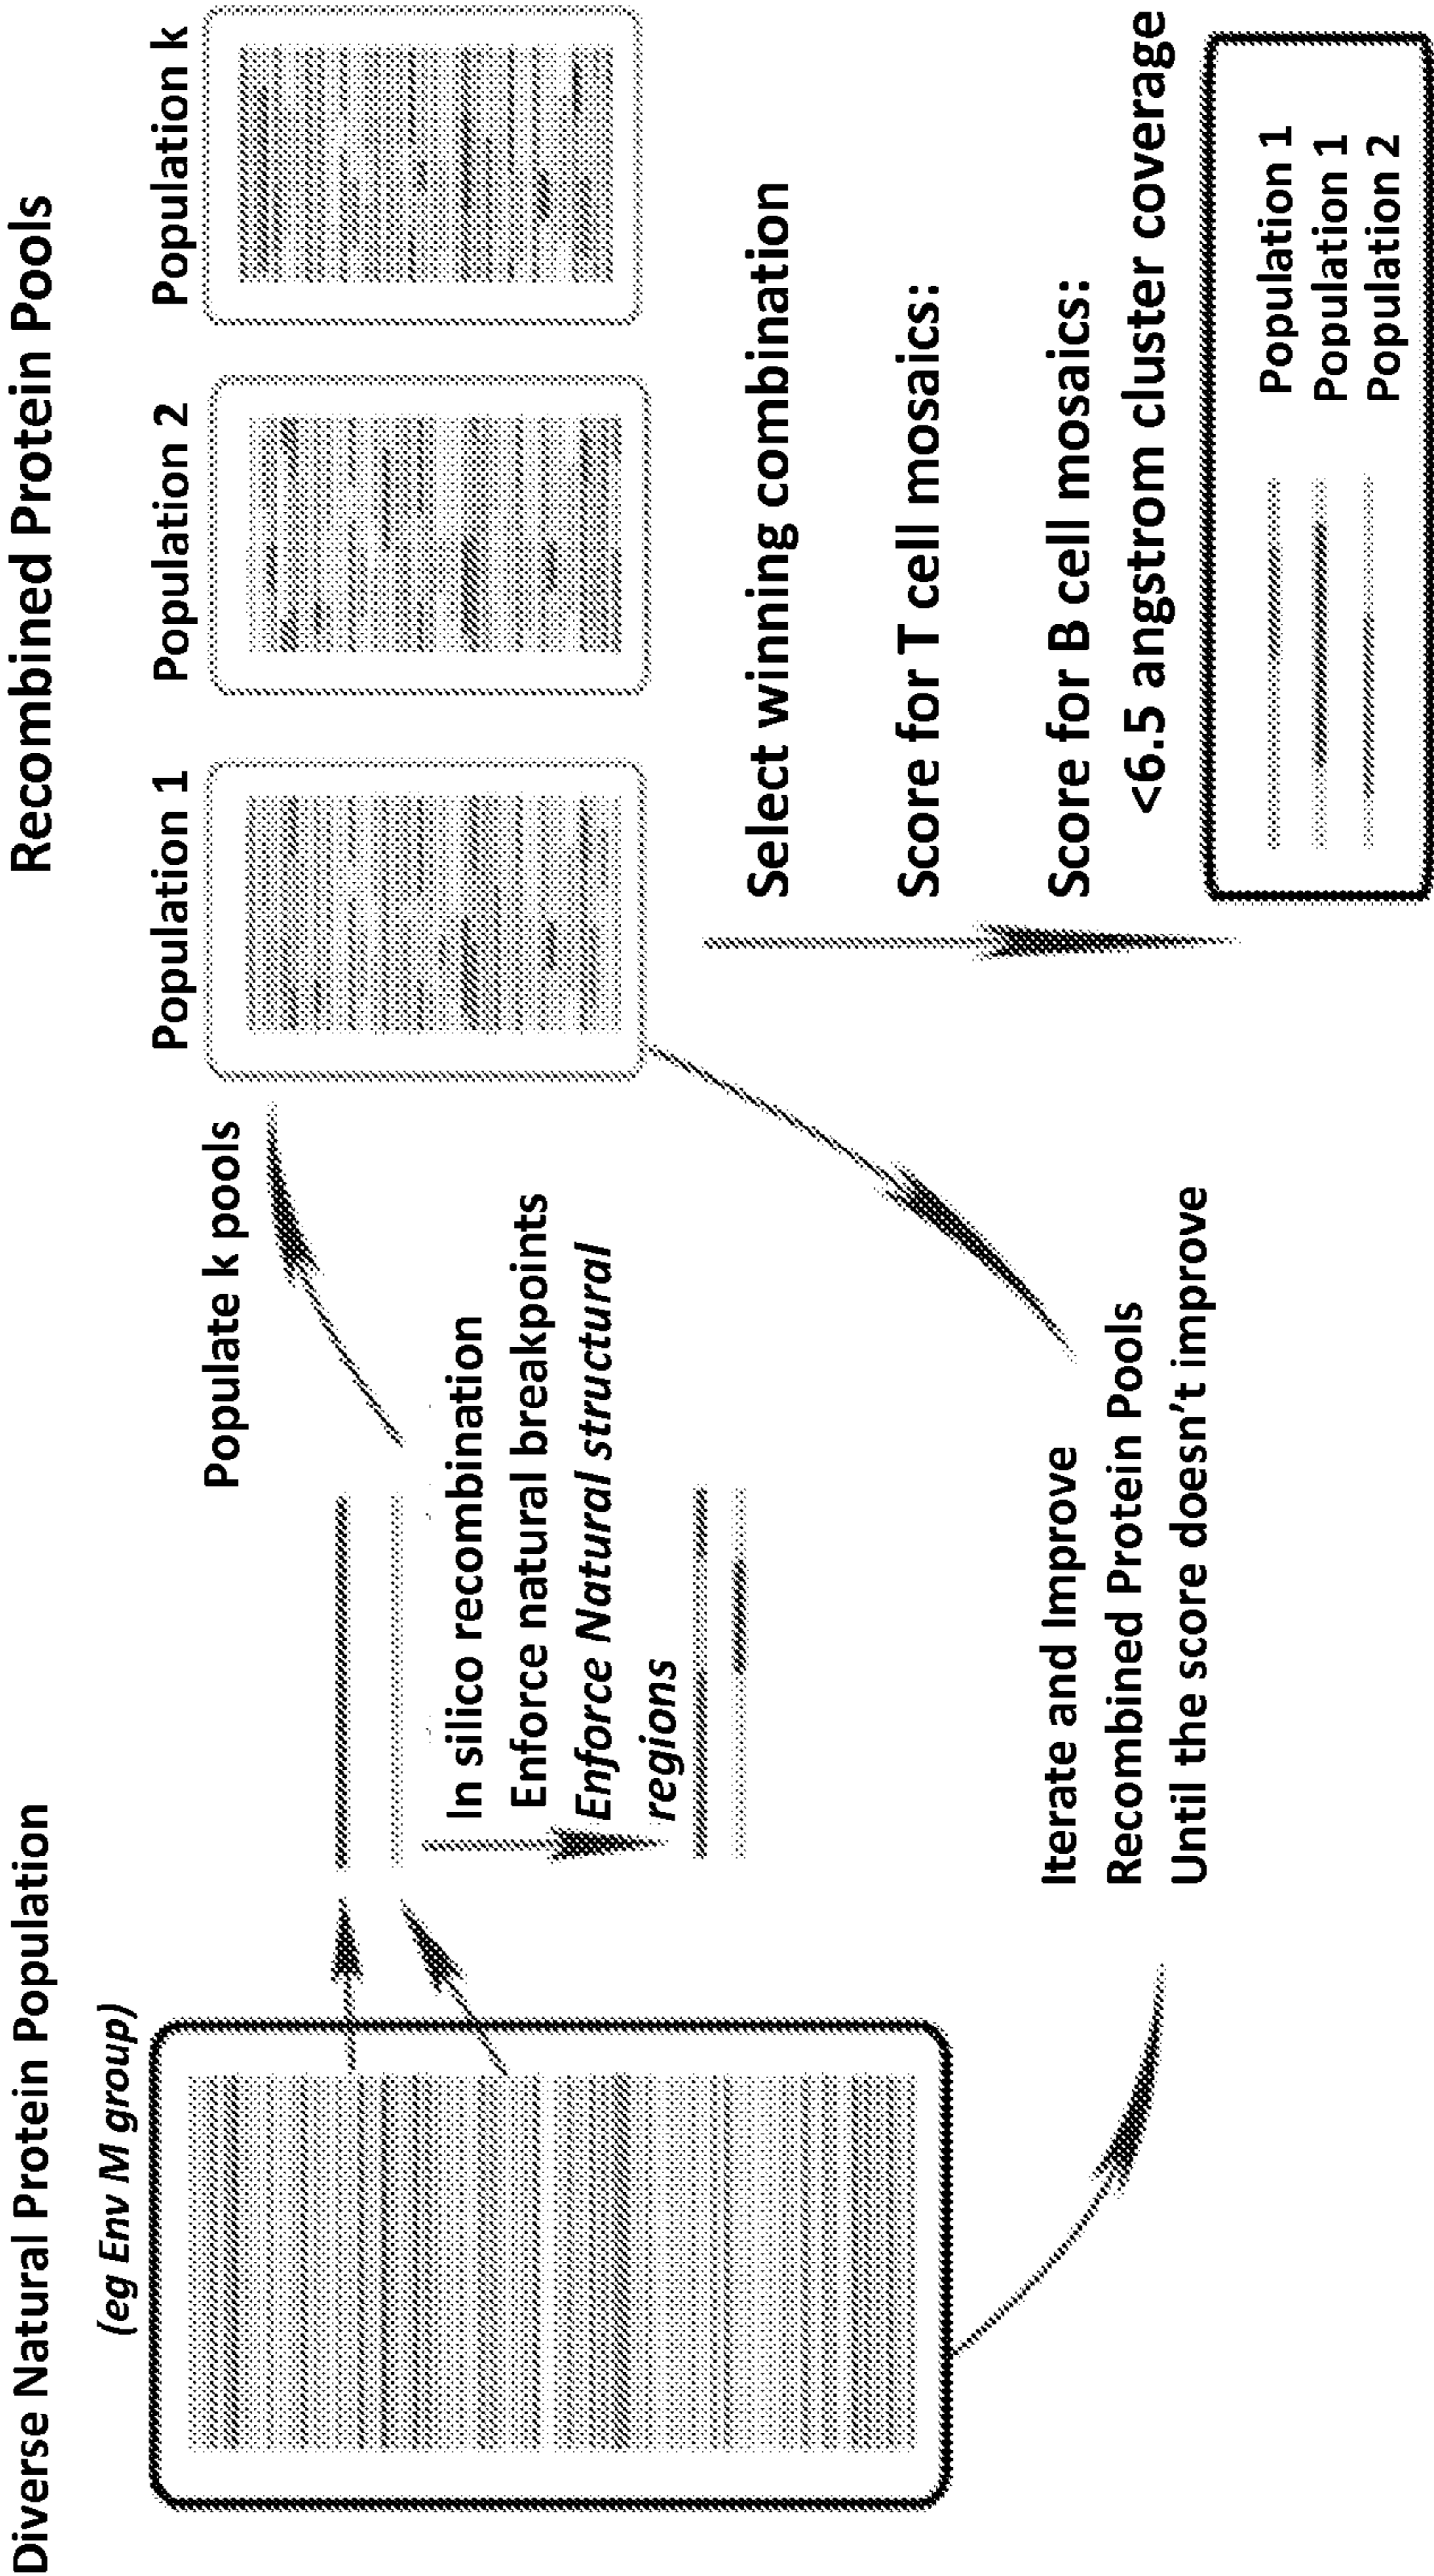 Diverse Natural Protein Population
(eg Env M group)
Recombined Protein Pools
Populate k pools
Population 1
Population 2
Population k
In silico recombination
Enforce natural breakpoints
Enforce Natural structural
regions
Select winning combination
Score for T cell mosaics:
Score for B cell mosaics:
<6.5 angstrom cluster coverage
Iterate and Improve
Recombined Protein Pools
Until the score doesn't improve
Population 1
Population 1
Population 2